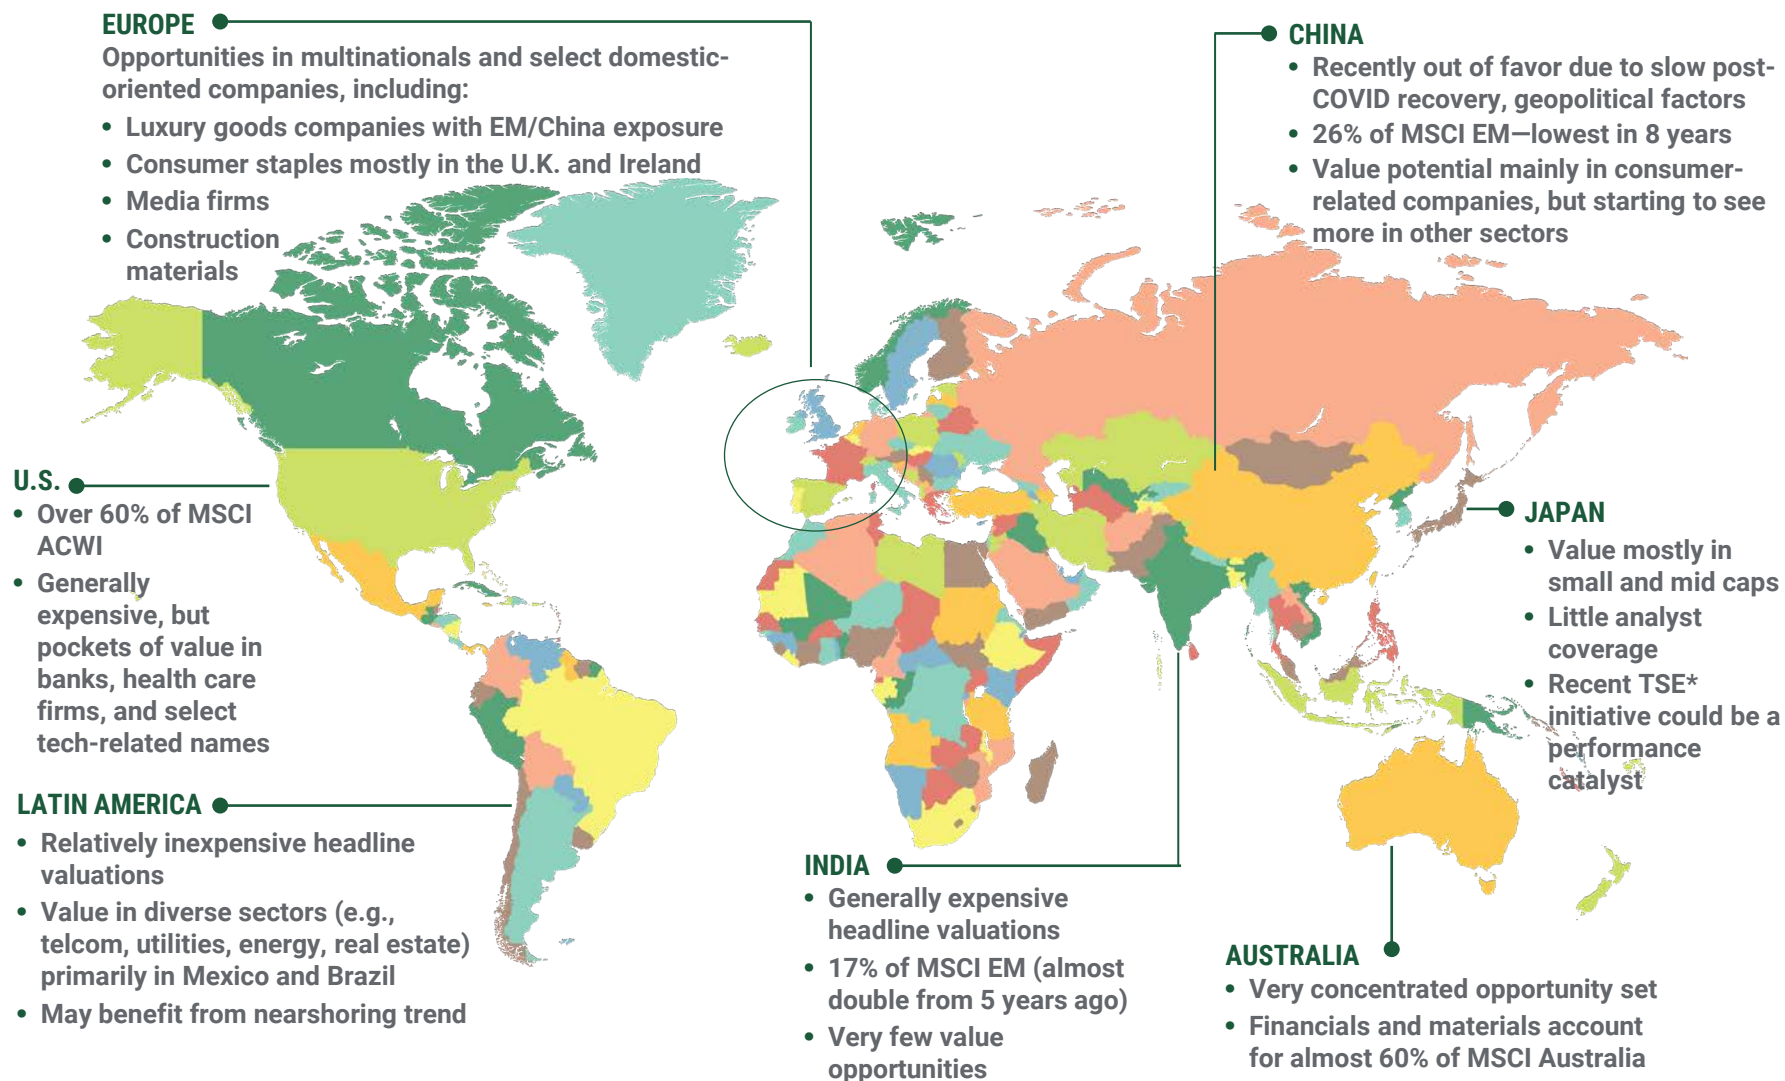 EUROPE
Opportunities in multinationals and select domestic-
oriented companies, including:
• Luxury goods companies with EM/China exposure
• Consumer staples mostly in the U.K. and Ireland
• Media firms
• Construction
materials
CHINA
• Recently out of favor due to slow post-
COVID recovery, geopolitical factors
• 26% of MSCI EM—lowest in 8 years
• Value potential mainly in consumer-
related companies, but starting to see
more in other sectors
U.S.
• Over 60% of MSCI
ACWI
• Generally
expensive, but
pockets of value in
banks, health care
firms, and select
tech-related names
JAPAN
• Value mostly in
small and mid caps
• Little analyst
coverage
• Recent TSE*
initiative could be a
performance
catalyst
LATIN AMERICA
• Relatively inexpensive headline
valuations
• Value in diverse sectors (e.g.,
telcom, utilities, energy, real estate)
primarily in Mexico and Brazil
• May benefit from nearshoring trend
INDIA
• Generally expensive
headline valuations
• 17% of MSCI EM (almost
double from 5 years ago)
• Very few value
opportunities
AUSTRALIA
• Very concentrated opportunity set
• Financials and materials account
for almost 60% of MSCI Australia